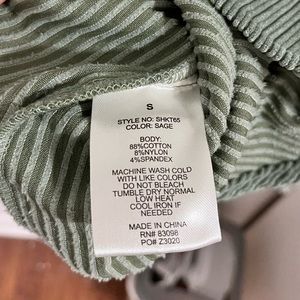 S
STYLE NO: SHKT65
COLOR: SAGE
BODY:
88%COTTON
8%NYLON
4%SPANDEX
MACHINE WASH COLD
WITH LIKE COLORS
DO NOT BLEACH
TUMBLE DRY NORMAL
LOW HEAT
COOL IRON IF
NEEDED
MADE IN CHINA
RN# 83098
PO# Z3020